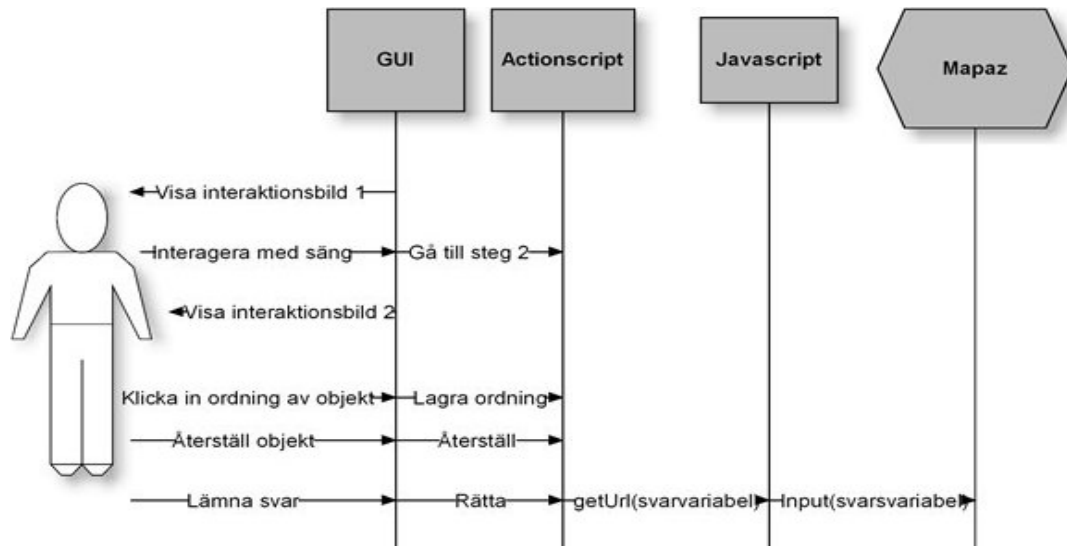 GUI
Actionscript
Javascript
Mapaz
Visa interaktionsbild 1
Interagera med säng
Gå till steg 2
Visa interaktionsbild 2
Klicka in ordning av objekt
Lagra ordning
Återställ objekt
Återställ
Lämna svar
Rätta
getUrl(svarvariabel)
Input(svarsvariabel)